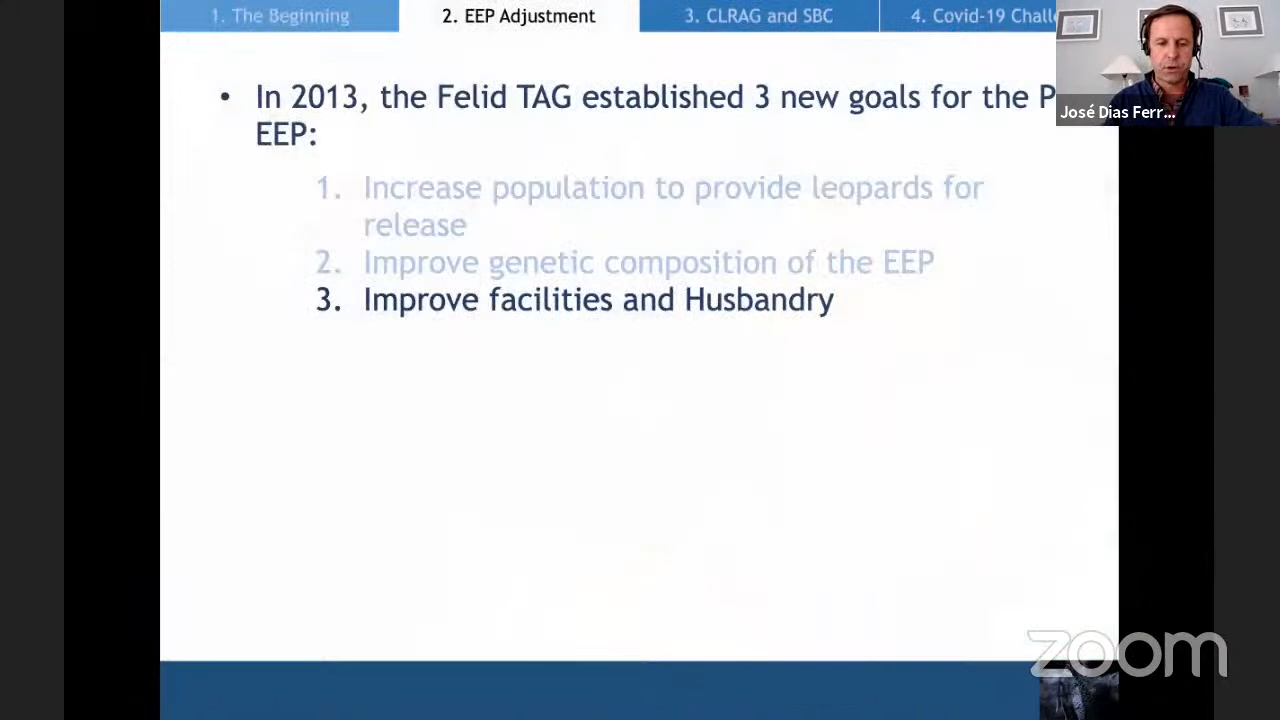 1. The Beginning
2. EEP Adjustment
3. CLRAG and SBC
4. Covid-19 Challe
José Dias Ferr...
• In 2013, the Felid TAG established 3 new goals for the P
EEP:
1. Increase population to provide leopards for
release
2. Improve genetic composition of the EEP
3. Improve facilities and Husbandry
zoom